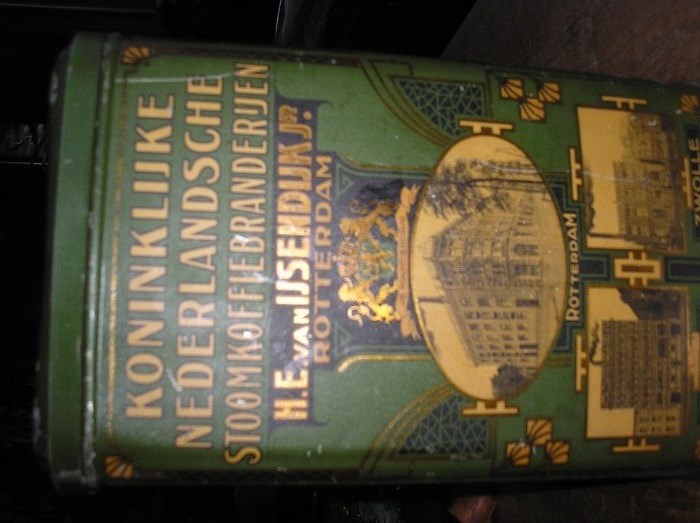 KONINKLIJKE
NEDERLANDSCHE
STOOMKOFFIEBRANDERIJEN
H.E. VAN IJSENDIJK JR.
ROTTERDAM
ROTTERDAM
ZWOLLE